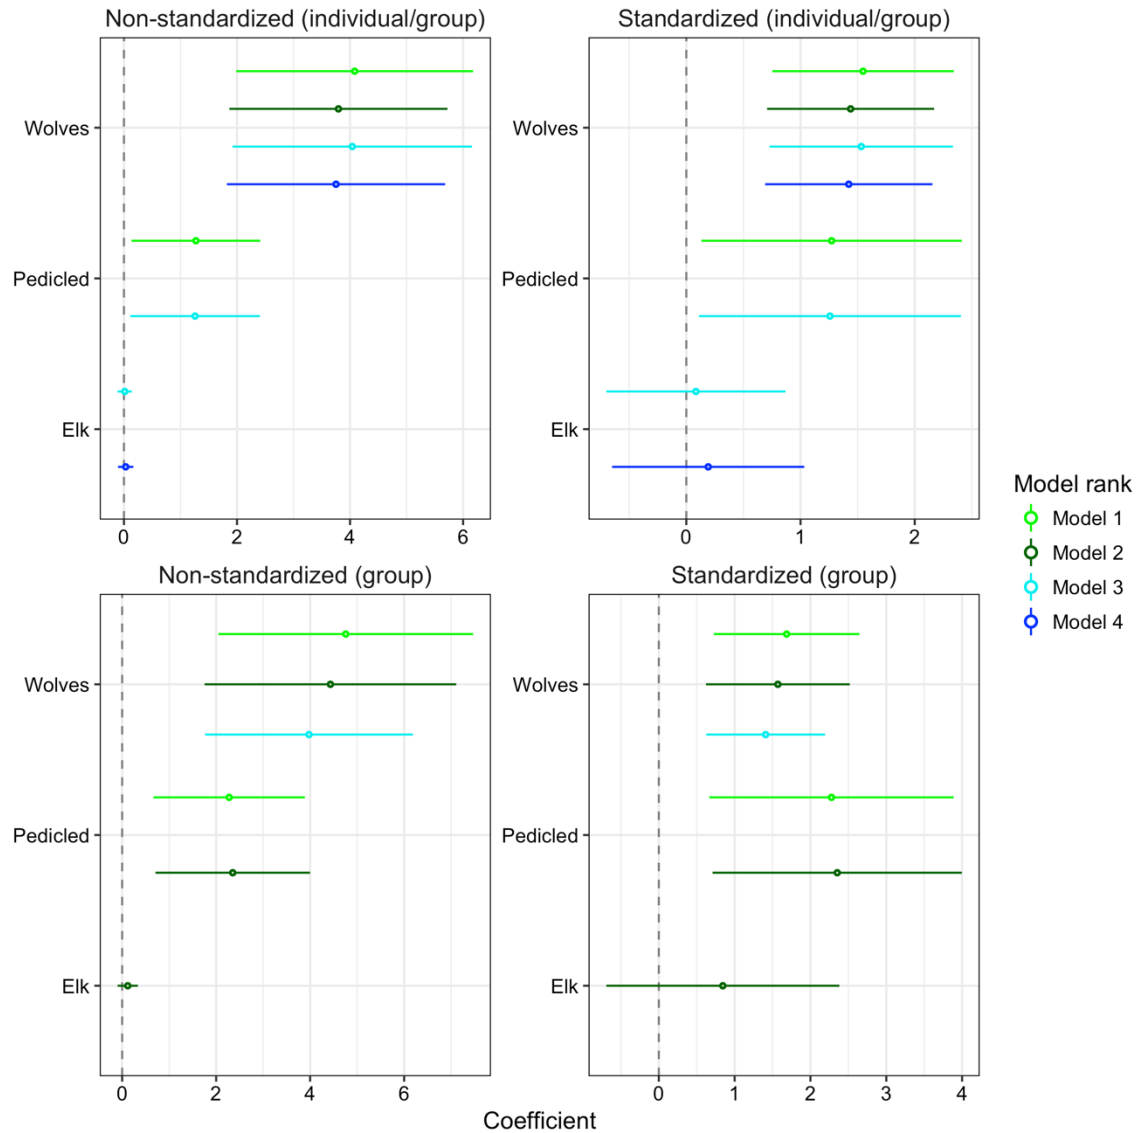 Non-standardized (individual/group)
Standardized (individual/group)
Wolves
Pedicled
Elk
0 2 4 6
Wolves
Pedicled
Elk
0 1 2
Model rank
Model 1
Model 2
Model 3
Model 4
Non-standardized (group)
Standardized (group)
Wolves
Pedicled
Elk
0 2 4 6
Wolves
Pedicled
Elk
0 1 2 3 4
Coefficient